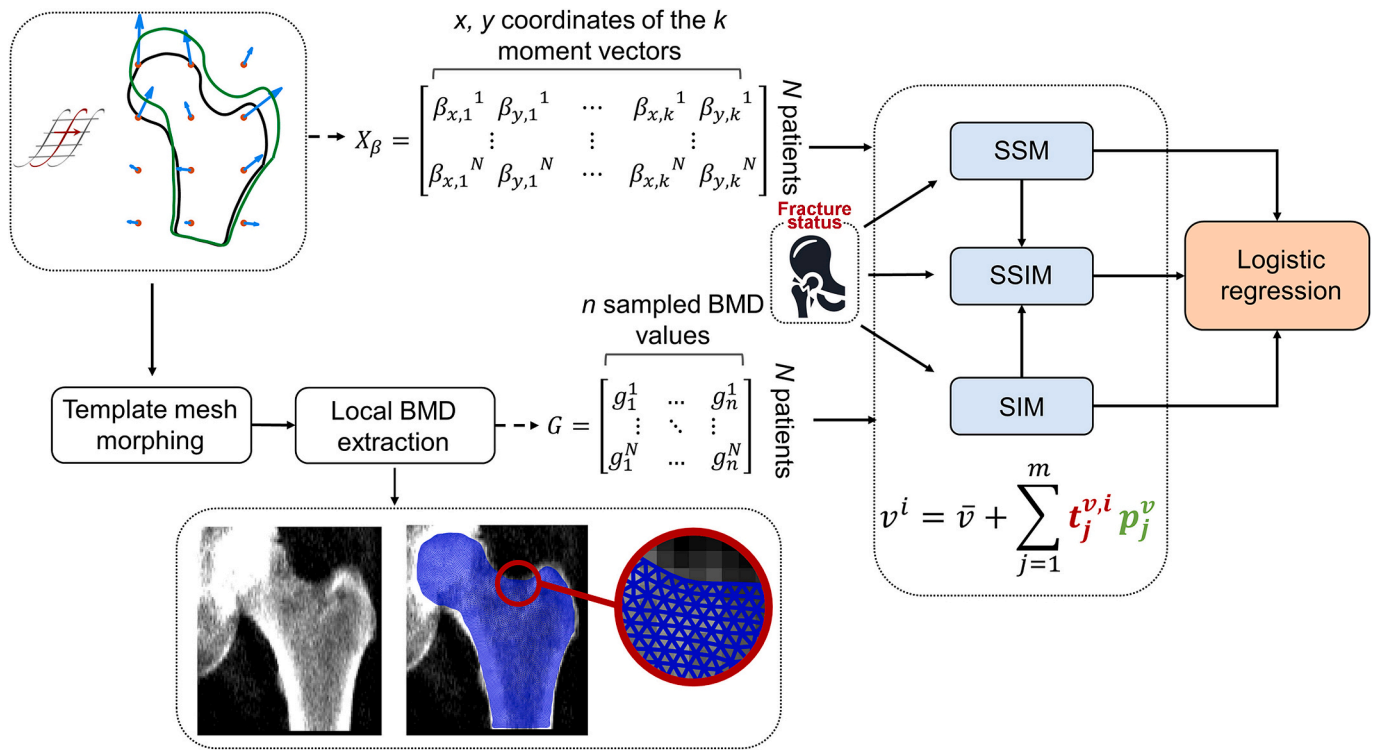 x, y coordinates of the k
moment vectors
X_β = [β_{x,1}^1 β_{y,1}^1 ⋯ β_{x,k}^1 β_{y,k}^1
⋮ ⋮ ⋮
β_{x,1}^N β_{y,1}^N ⋯ β_{x,k}^N β_{y,k}^N]
N patients
Fracture
status
SSM
SSIM
SIM
Logistic
regression
n sampled BMD
values
Template mesh
morphing
Local BMD
extraction
G = [g_1^1 … g_n^1
⋮ ⋱ ⋮
g_1^N … g_n^N]
N patients
v^i = v̄ + ∑_{j=1}^{m} t_j^{v,i} p_j^v